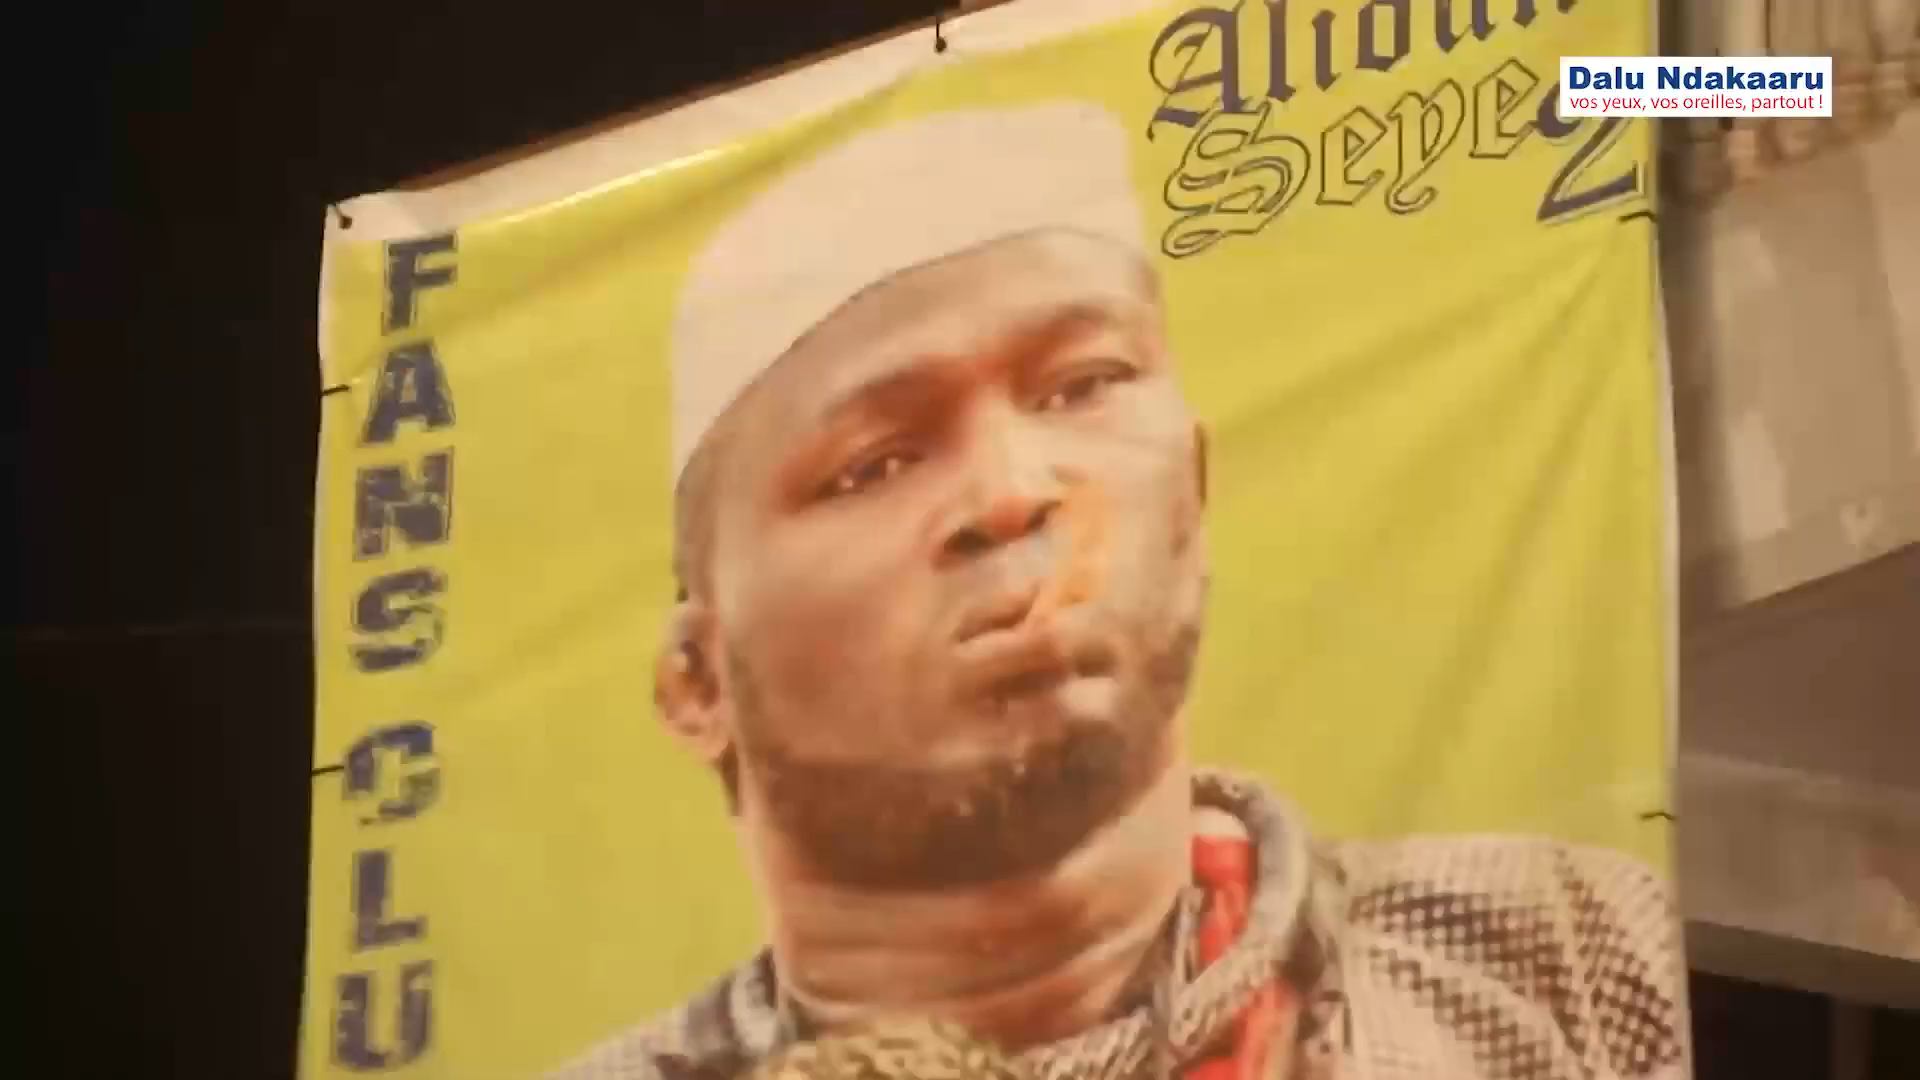 Seye 2
Dalu Ndakaaru
vos yeux, vos oreilles, partout !
FANS CLU